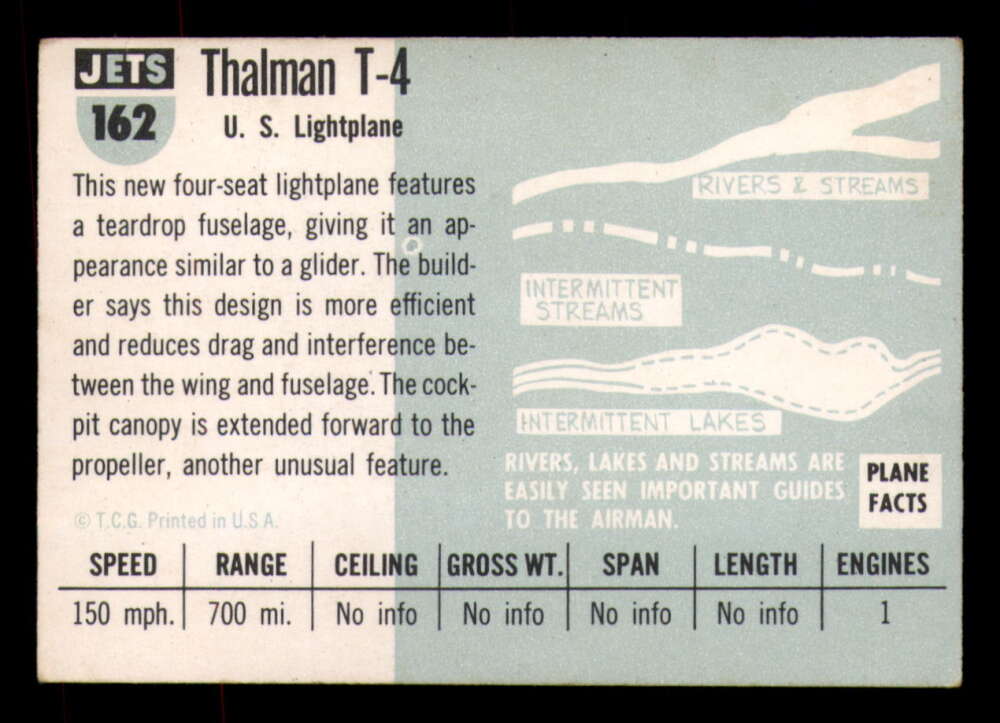 JETS
162
Thalman T-4
U. S. Lightplane
This new four-seat lightplane features
a teardrop fuselage, giving it an ap-
pearance similar to a glider. The build-
er says this design is more efficient
and reduces drag and interference be-
tween the wing and fuselage. The cock-
pit canopy is extended forward to the
propeller, another unusual feature.
© T.C.G. Printed in U.S.A.
RIVERS & STREAMS
INTERMITTENT
STREAMS
INTERMITTENT LAKES
RIVERS, LAKES AND STREAMS ARE
EASILY SEEN IMPORTANT GUIDES
TO THE AIRMAN.
PLANE
FACTS
SPEED RANGE CEILING GROSS WT. SPAN LENGTH ENGINES
150 mph. 700 mi. No info No info No info No info 1